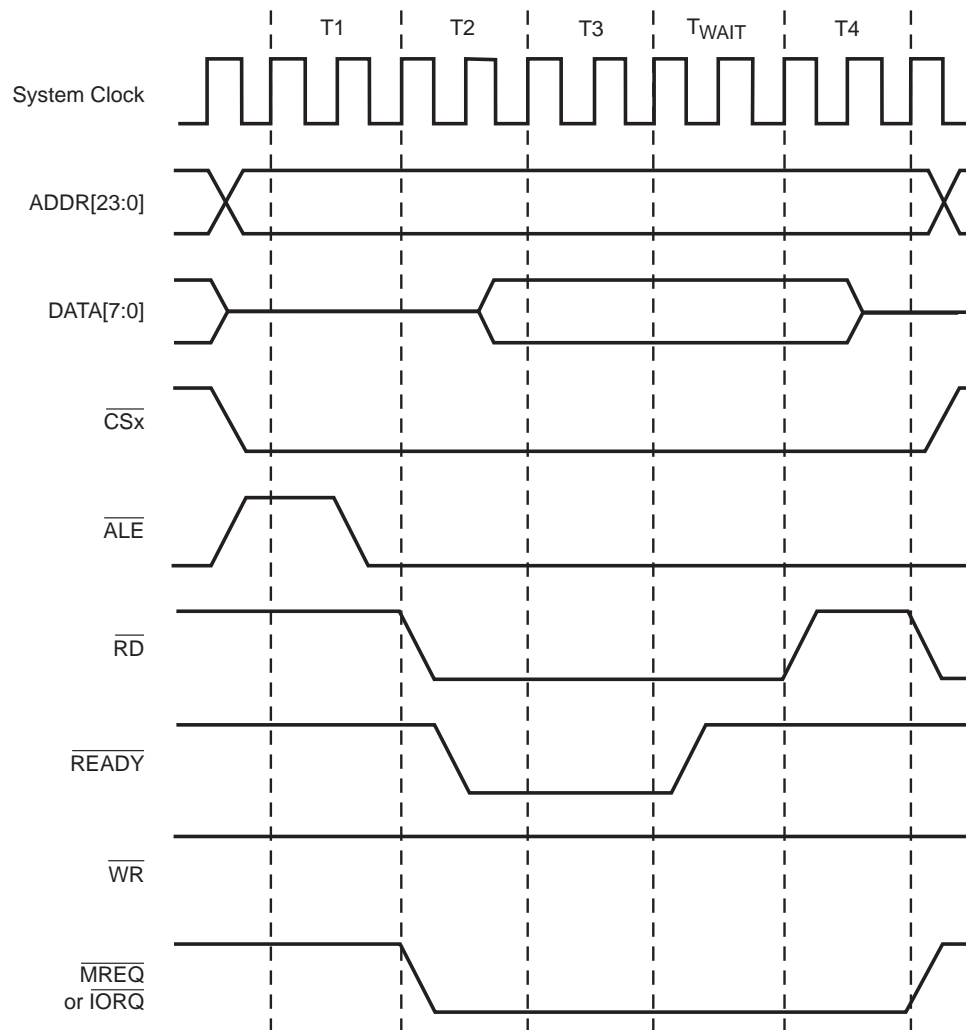 T1 T2 T3 TWAIT T4
System Clock
ADDR[23:0]
DATA[7:0]
CSx
ALE
RD
READY
WR
MREQ
or IORQ